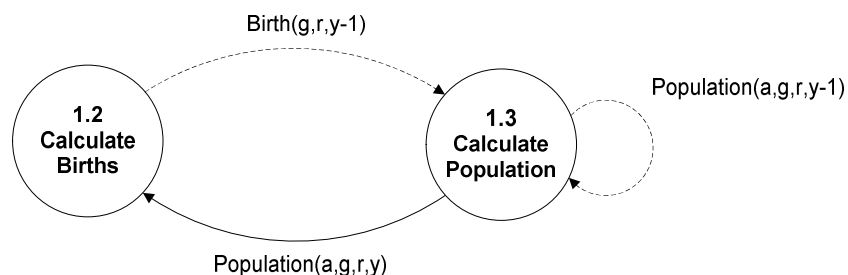 Birth(g,r,y-1)
1.2
Calculate
Births
1.3
Calculate
Population
Population(a,g,r,y-1)
Population(a,g,r,y)